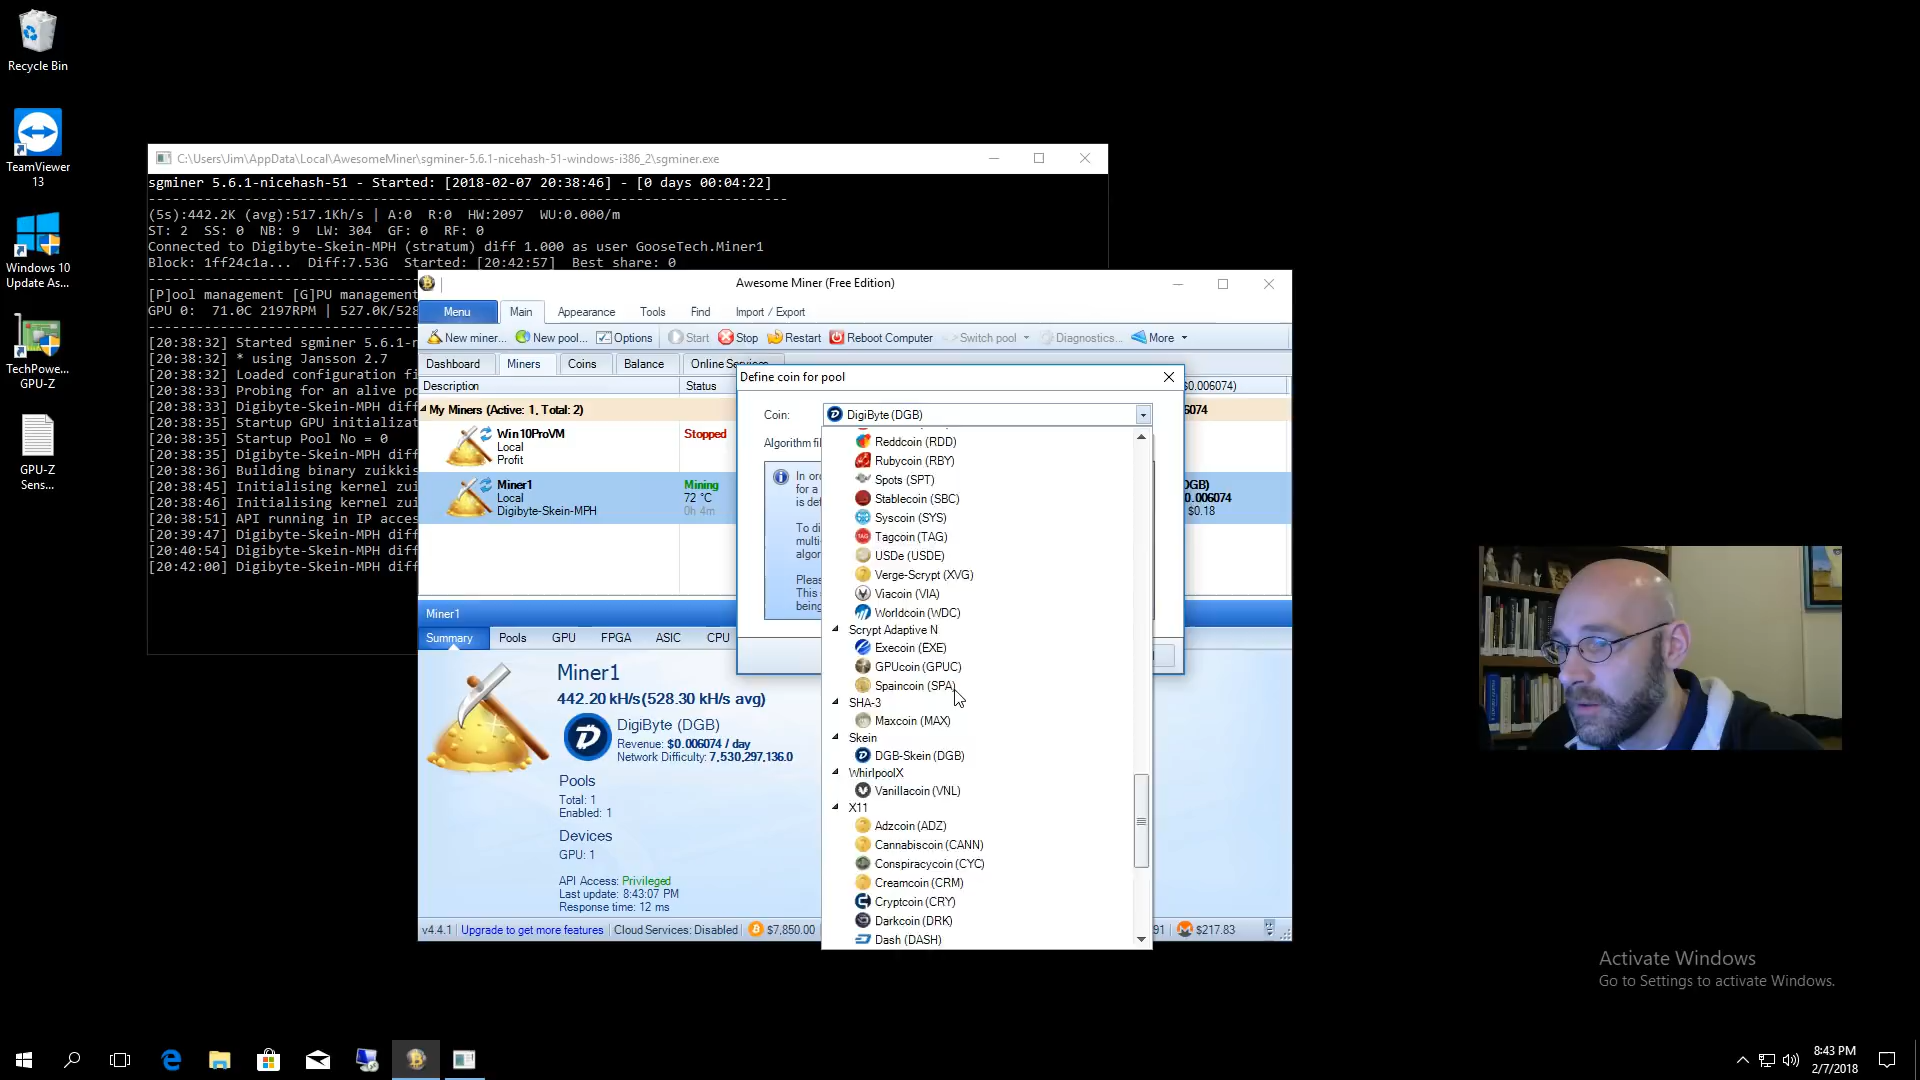 Recycle Bin
TeamViewer
13
Windows 10
Update As...
TechPowe...
GPU-Z
GPU-Z
Sens...
C:\Users\Jim\AppData\Local\AwesomeMiner\sgminer-5.6.1-nicehash-51-windows-i386_2\sgminer.exe
sgminer 5.6.1-nicehash-51 - Started: [2018-02-07 20:38:46] - [0 days 00:04:22]
(5s):442.2K (avg):517.1Kh/s | A:0 R:0 HW:2097 WU:0.000/m
ST: 2 SS: 0 NB: 9 LW: 304 GF: 0 RF: 0
Connected to Digibyte-Skein-MPH (stratum) diff 1.000 as user GooseTech.Miner1
Block: 1ff24c1a... Diff:7.53G Started: [20:42:57] Best share: 0
[P]ool management [G]PU management
GPU 0: 71.0C 2197RPM | 527.0K/528
[20:38:32] Started sgminer 5.6.1-n
[20:38:32] * using Jansson 2.7
[20:38:32] Loaded configuration fi
[20:38:33] Probing for an alive po
[20:38:33] Digibyte-Skein-MPH diff
[20:38:35] Startup GPU initializat
[20:38:35] Startup Pool No = 0
[20:38:35] Digibyte-Skein-MPH diff
[20:38:36] Building binary zuikkis
[20:38:45] Initialising kernel zui
[20:38:46] Initialising kernel zui
[20:38:51] API running in IP acces
[20:39:47] Digibyte-Skein-MPH diff
[20:40:54] Digibyte-Skein-MPH diff
[20:42:00] Digibyte-Skein-MPH diff
Awesome Miner (Free Edition)
Menu Main Appearance Tools Find Import / Export
New miner... New pool... Options Start Stop Restart Reboot Computer Switch pool Diagnostics... More
Dashboard Miners Coins Balance Online Services
Description Status $0.006074)
My Miners (Active: 1, Total: 2) 074
Win10ProVM Stopped
Local
Profit
Miner1 Mining DGB)
Local 72 °C 0.006074
Digibyte-Skein-MPH 0h 4m $0.18
Define coin for pool
Coin: DigiByte (DGB)
Algorithm fil
In or
for a
is de
To di
multi-
algor
Plea
This
being
Reddcoin (RDD)
Rubycoin (RBY)
Spots (SPT)
Stablecoin (SBC)
Syscoin (SYS)
Tagcoin (TAG)
USDe (USDE)
Verge-Scrypt (XVG)
Viacoin (VIA)
Worldcoin (WDC)
Scrypt Adaptive N
Execoin (EXE)
GPUcoin (GPUC)
Spaincoin (SPA)
SHA-3
Maxcoin (MAX)
Skein
DGB-Skein (DGB)
WhirlpoolX
Vanillacoin (VNL)
X11
Adzcoin (ADZ)
Cannabiscoin (CANN)
Conspiracycoin (CYC)
Creamcoin (CRM)
Cryptcoin (CRY)
Darkcoin (DRK)
Dash (DASH)
Miner1
Summary Pools GPU FPGA ASIC CPU
Miner1
442.20 kH/s(528.30 kH/s avg)
DigiByte (DGB)
Revenue: $0.006074 / day
Network Difficulty: 7,530,297,136.0
Pools
Total: 1
Enabled: 1
Devices
GPU: 1
API Access: Privileged
Last update: 8:43:07 PM
Response time: 12 ms
v4.4.1 Upgrade to get more features Cloud Services: Disabled $7,850.00 91 $217.83
Activate Windows
Go to Settings to activate Windows.
8:43 PM
2/7/2018